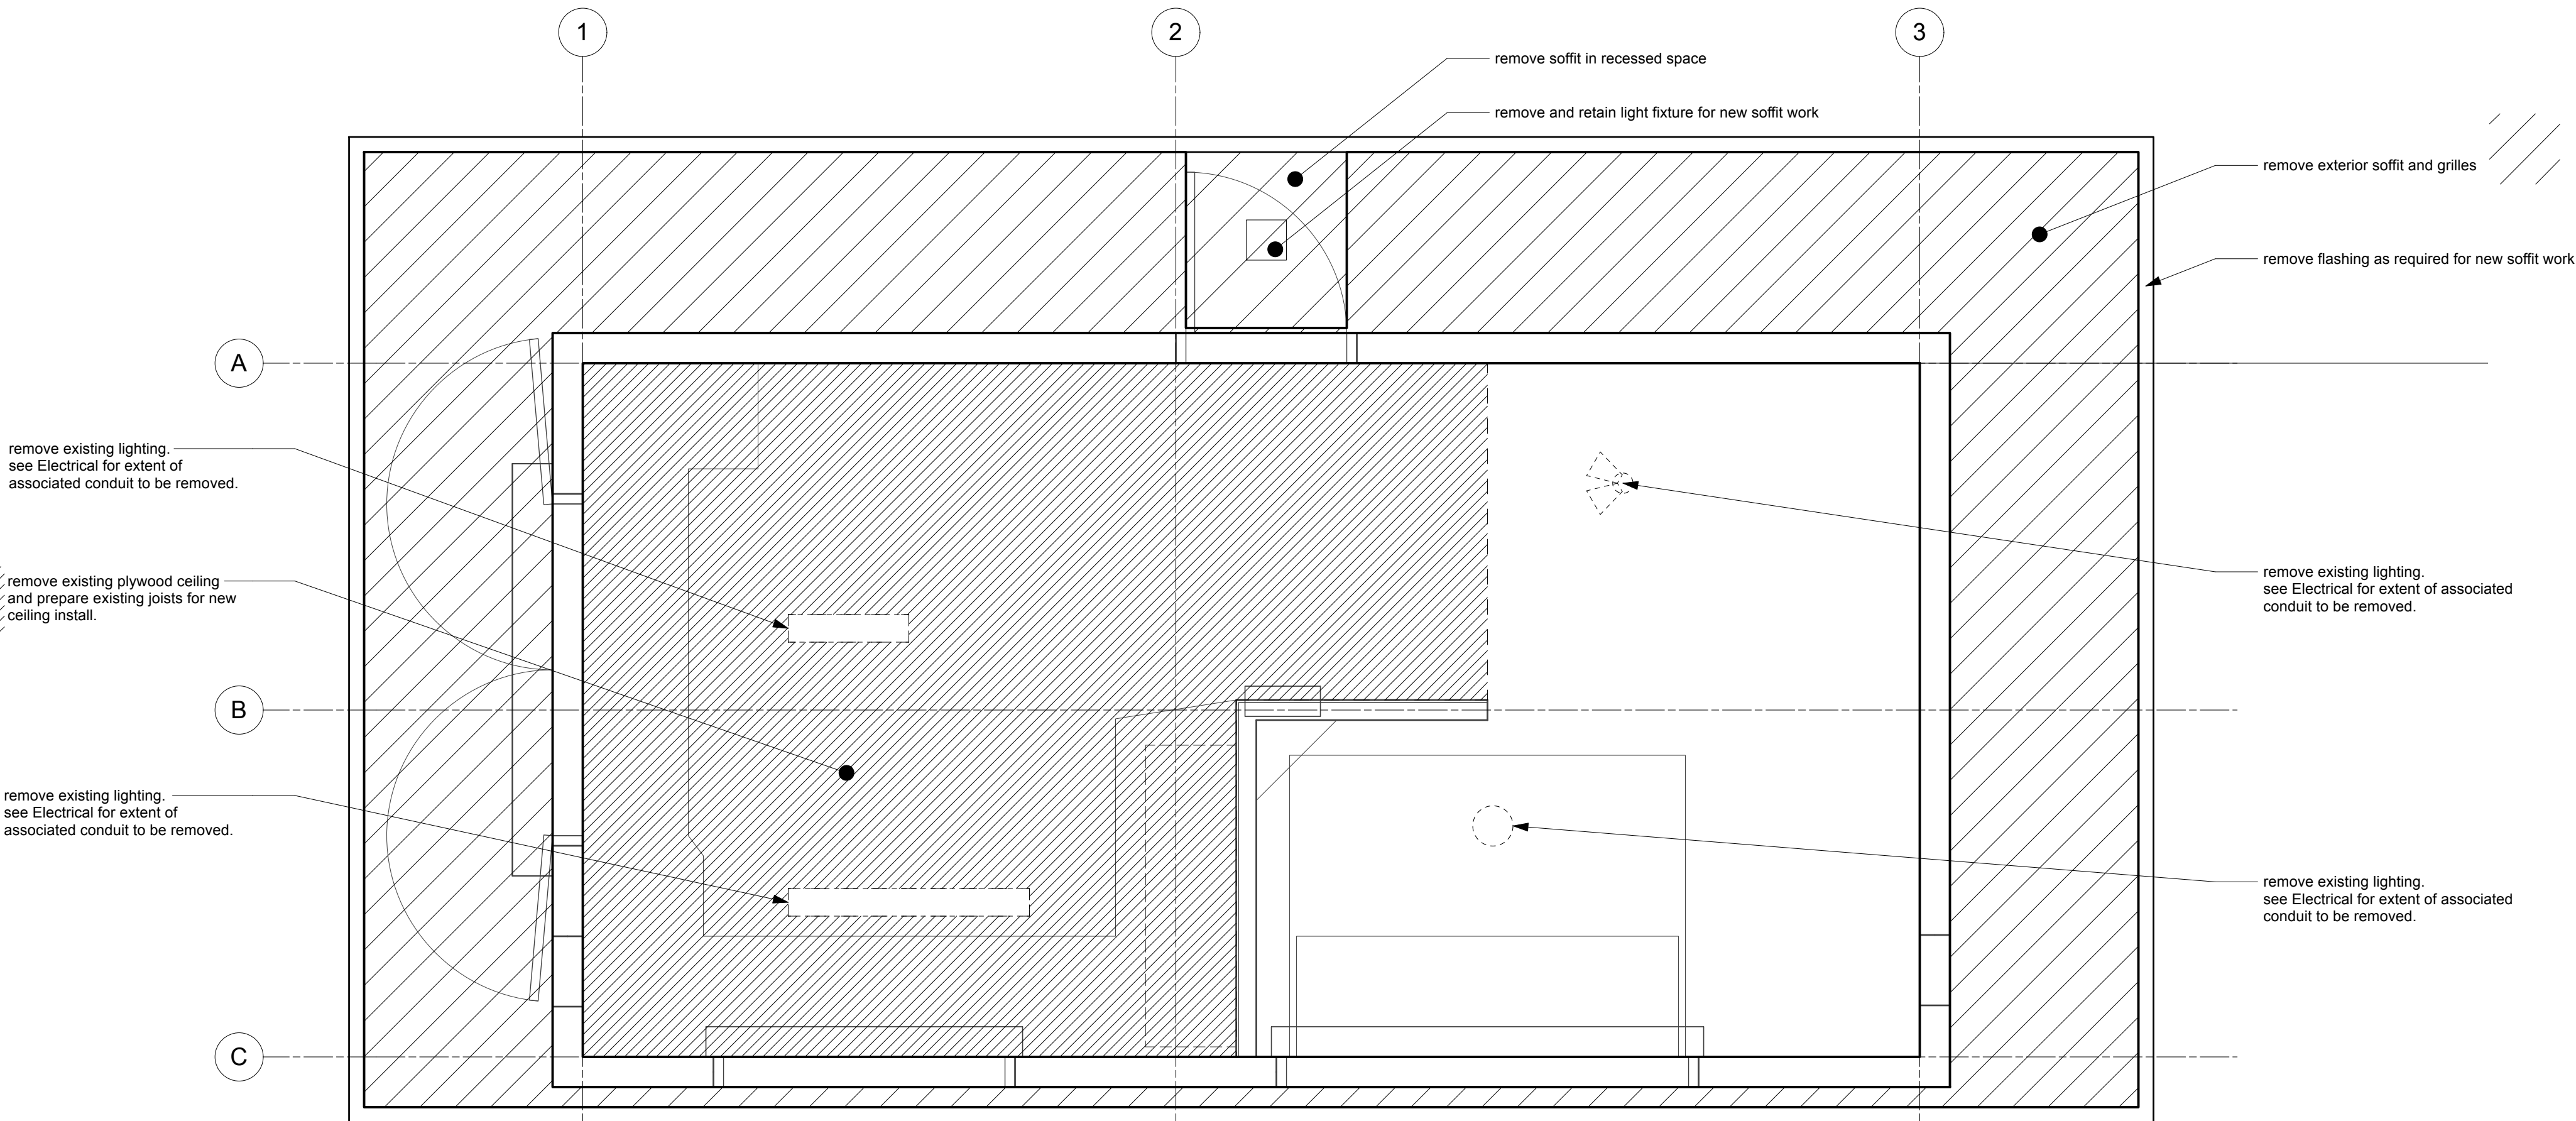 1
2
3
remove soffit in recessed space
remove and retain light fixture for new soffit work
remove exterior soffit and grilles
remove flashing as required for new soffit work
A
remove existing lighting.
see Electrical for extent of
associated conduit to be removed.
remove existing plywood ceiling
and prepare existing joists for new
ceiling install.
remove existing lighting.
see Electrical for extent of associated
conduit to be removed.
B
remove existing lighting.
see Electrical for extent of
associated conduit to be removed.
remove existing lighting.
see Electrical for extent of associated
conduit to be removed.
C